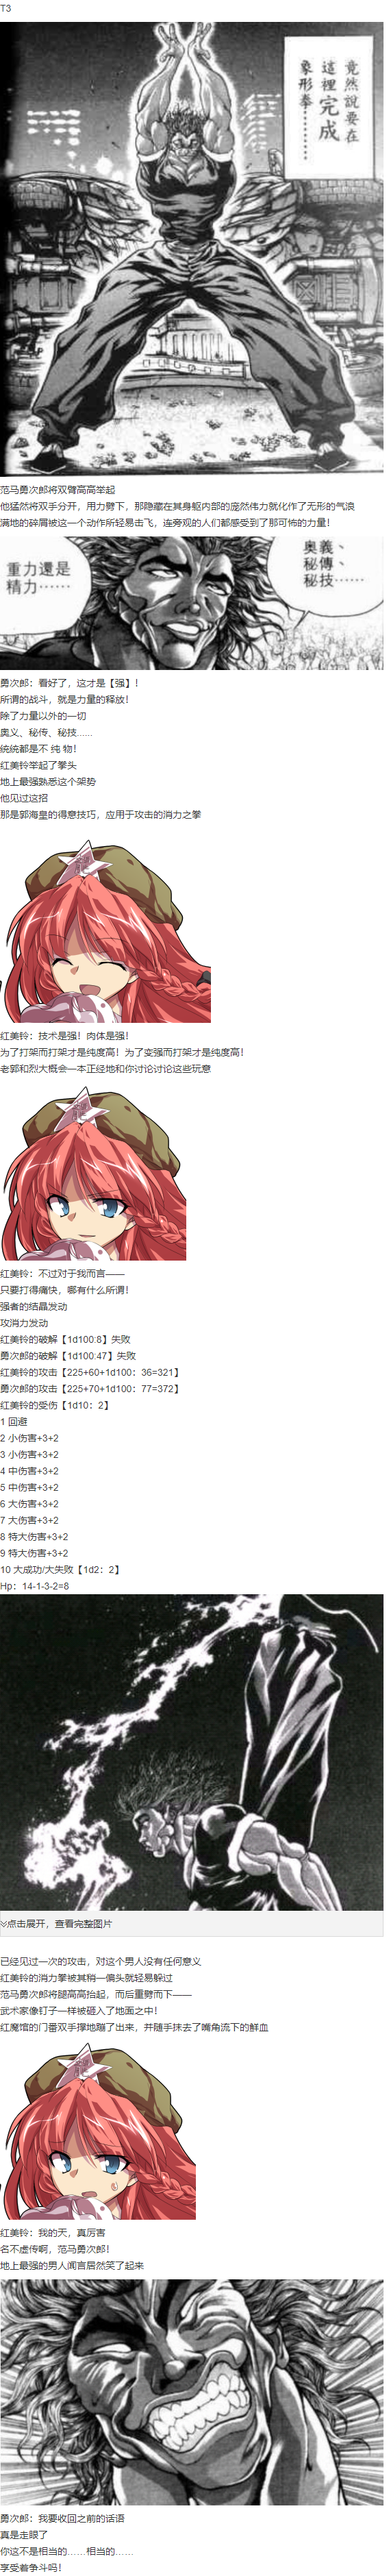 T3
竟然說要在
這裡完成
象形拳⋯⋯⋯
范马勇次郎将双臂高高举起
他猛然将双手分开，用力劈下，那隐藏在其身躯内部的庞然伟力就化作了无形的气浪
满地的碎屑被这一个动作所轻易击飞，连旁观的人们都感受到了那可怖的力量！
奥義、
秘傳、
秘技⋯⋯
重力還是
精力⋯⋯
勇次郎：看好了，这才是【强】！
所谓的战斗，就是力量的释放！
除了力量以外的一切
奥义、秘传、秘技......
统统都是不 纯 物！
红美铃举起了拳头
地上最强熟悉这个架势
他见过这招
那是郭海皇的得意技巧，应用于攻击的消力之拳
红美铃：技术是强！肉体是强！
为了打架而打架才是纯度高！为了变强而打架才是纯度高！
老郭和烈大概会一本正经地和你讨论讨论这些玩意
红美铃：不过对于我而言——
只要打得痛快，哪有什么所谓！
强者的结晶发动
攻消力发动
红美铃的破解【1d100:8】失败
勇次郎的破解【1d100:47】失败
红美铃的攻击【225+60+1d100：36=321】
勇次郎的攻击【225+70+1d100：77=372】
红美铃的受伤【1d10：2】
1 回避
2 小伤害+3+2
3 小伤害+3+2
4 中伤害+3+2
5 中伤害+3+2
6 大伤害+3+2
7 大伤害+3+2
8 特大伤害+3+2
9 特大伤害+3+2
10 大成功/大失败【1d2：2】
Hp：14-1-3-2=8
点击展开，查看完整图片
已经见过一次的攻击，对这个男人没有任何意义
红美铃的消力拳被其稍一偏头就轻易躲过
范马勇次郎将腿高高抬起，而后重劈而下——
武术家像钉子一样被砸入了地面之中！
红魔馆的门番双手撑地蹦了出来，并随手抹去了嘴角流下的鲜血
红美铃：我的天，真厉害
名不虚传啊，范马勇次郎！
地上最强的男人闻言居然笑了起来
勇次郎：我要收回之前的话语
真是走眼了
你这不是相当的……相当的……
享受着争斗吗！